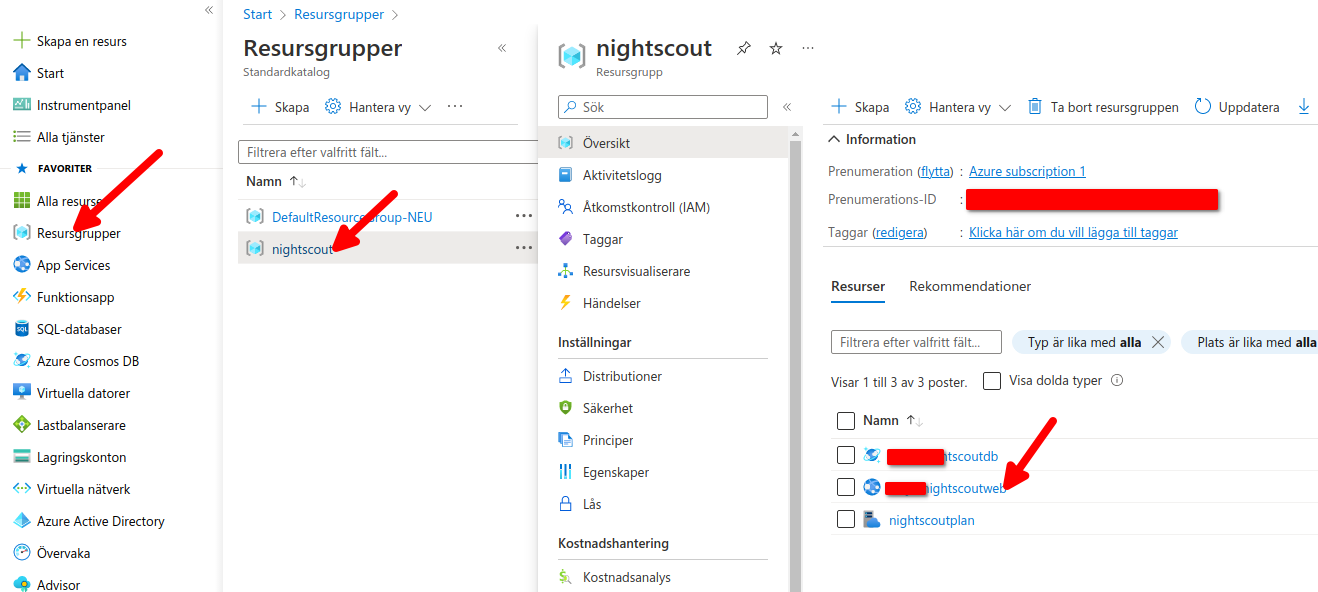 Start > Resursgrupper >
Skapa en resurs
Start
Instrumentpanel
Alla tjänster
FAVORITER
Alla resurser
Resursgrupper
App Services
Funktionsapp
SQL-databaser
Azure Cosmos DB
Virtuella datorer
Lastbalanserare
Lagringskonton
Virtuella nätverk
Azure Active Directory
Övervaka
Advisor
Resursgrupper
Standardkatalog
Skapa
Hantera vy
Filtrera efter valfritt fält...
Namn
DefaultResourceGroup-NEU
nightscout
nightscout
Resursgrupp
Sök
Översikt
Aktivitetslogg
Åtkomstkontroll (IAM)
Taggar
Resursvisualiserare
Händelser
Inställningar
Distributioner
Säkerhet
Principer
Egenskaper
Lås
Kostnadshantering
Kostnadsanalys
Skapa Hantera vy Ta bort resursgruppen Uppdatera
Information
Prenumeration (flytta) : Azure subscription 1
Prenumerations-ID :
Taggar (redigera) : Klicka här om du vill lägga till taggar
Resurser Rekommendationer
Filtrera efter valfritt fält... Typ är lika med alla Plats är lika med alla
Visar 1 till 3 av 3 poster. Visa dolda typer
Namn
htscoutdb
nightscoutweb
nightscoutplan